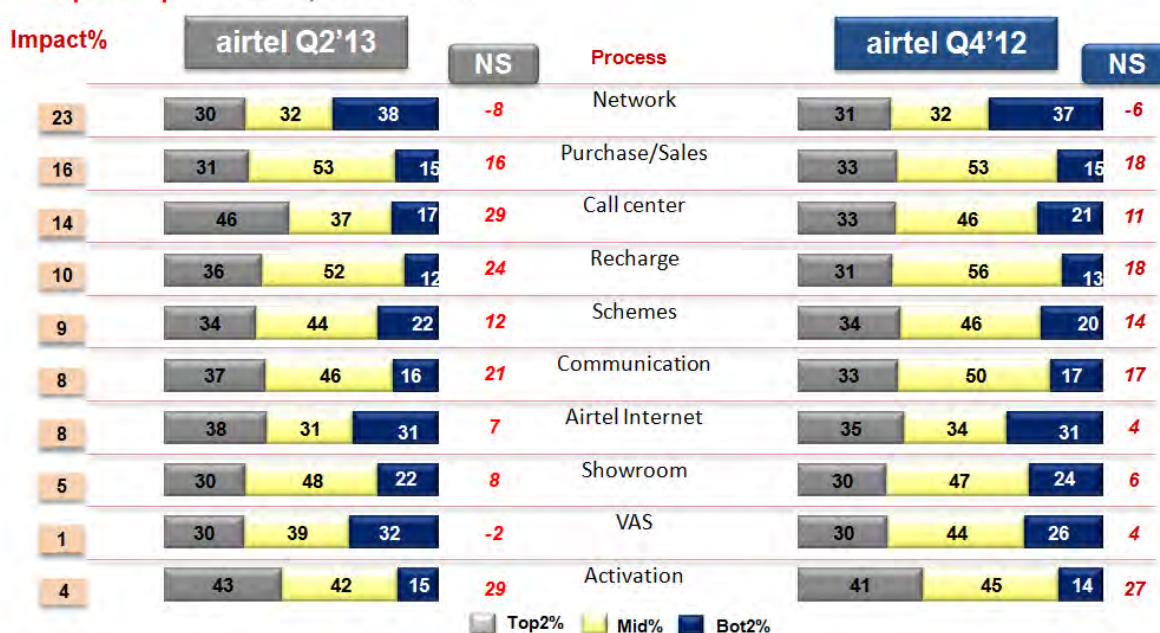 Impact% airtel Q2'13 NS Process airtel Q4'12 NS
23 30 32 38 -8 Network 31 32 37 -6
16 31 53 15 16 Purchase/Sales 33 53 15 18
14 46 37 17 29 Call center 33 46 21 11
10 36 52 12 24 Recharge 31 56 13 18
9 34 44 22 12 Schemes 34 46 20 14
8 37 46 16 21 Communication 33 50 17 17
8 38 31 31 7 Airtel Internet 35 34 31 4
5 30 48 22 8 Showroom 30 47 24 6
1 30 39 32 -2 VAS 30 44 26 4
4 43 42 15 29 Activation 41 45 14 27
Top2% Mid% Bot2%